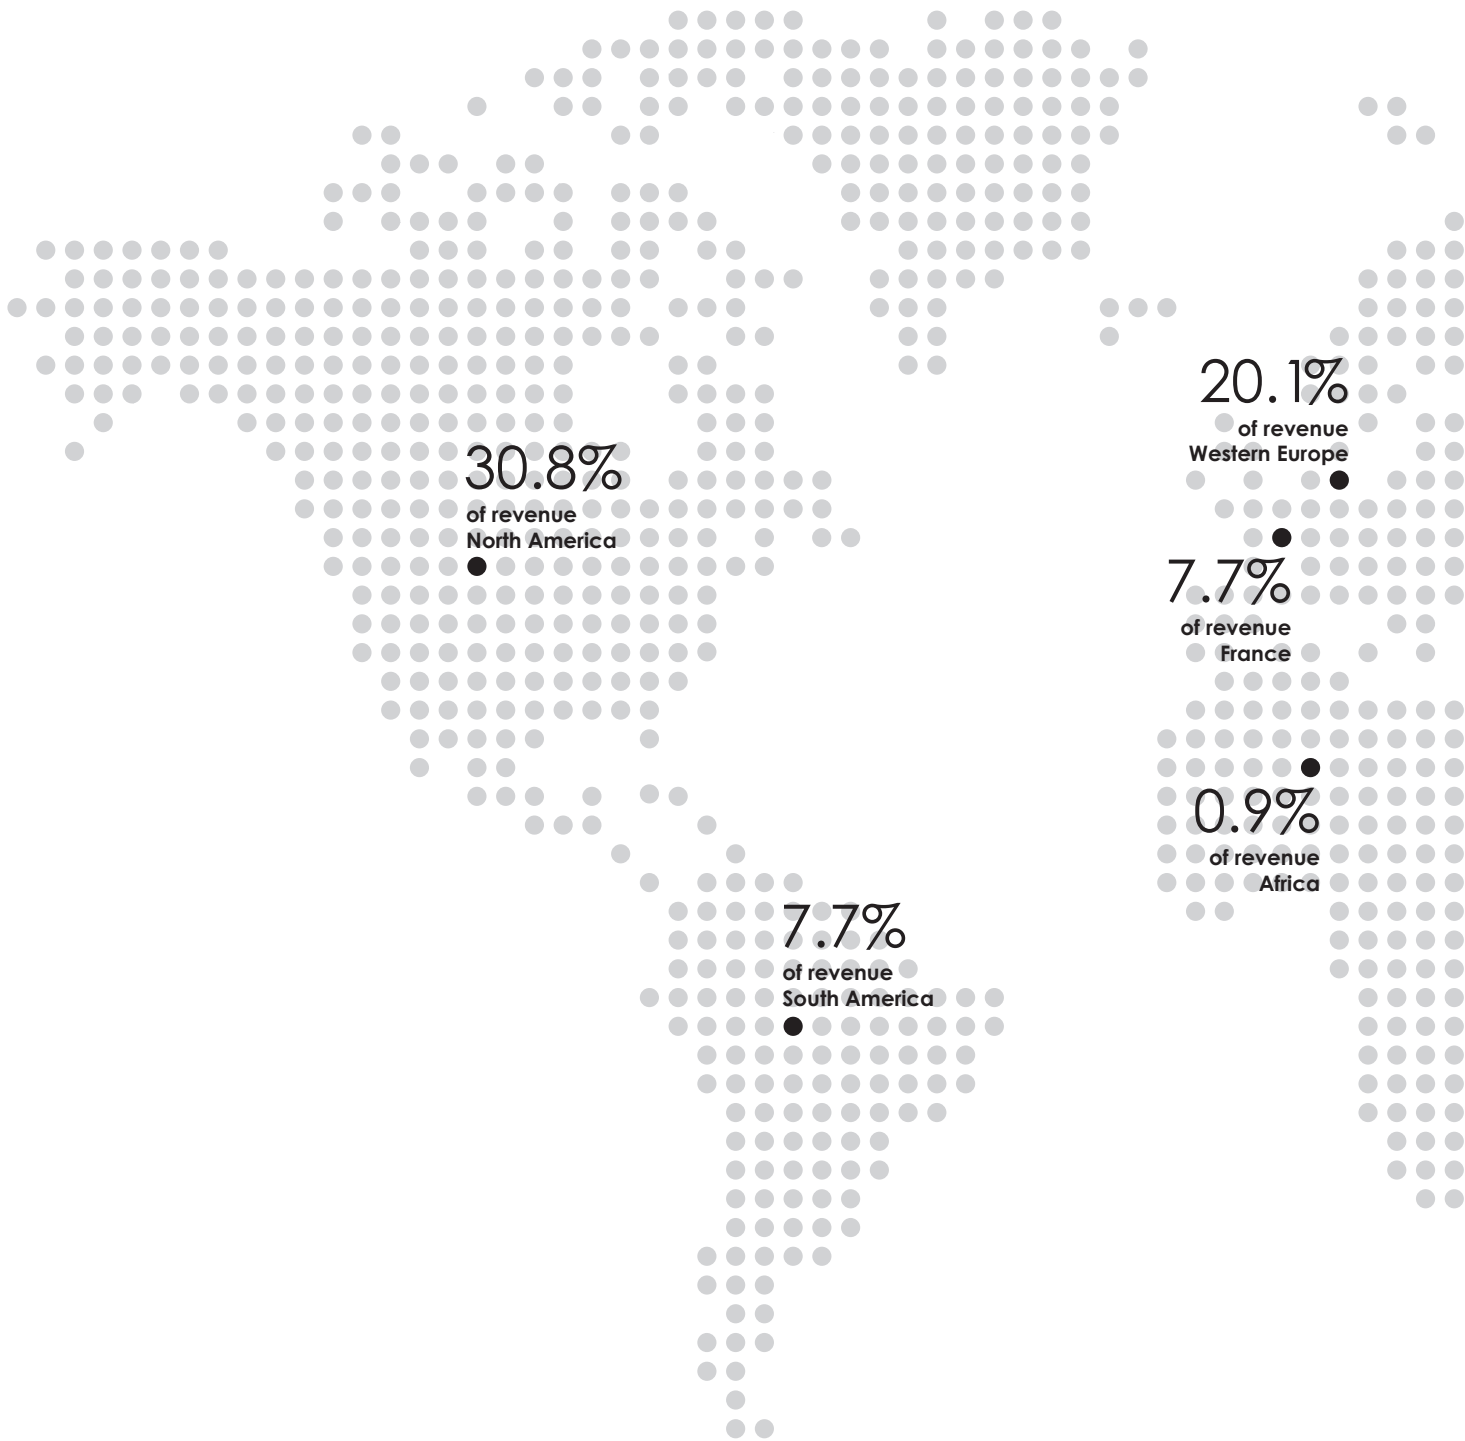 20.1%
of revenue
Western Europe
30.8%
of revenue
North America
7.7%
of revenue
France
0.9%
of revenue
Africa
7.7%
of revenue
South America